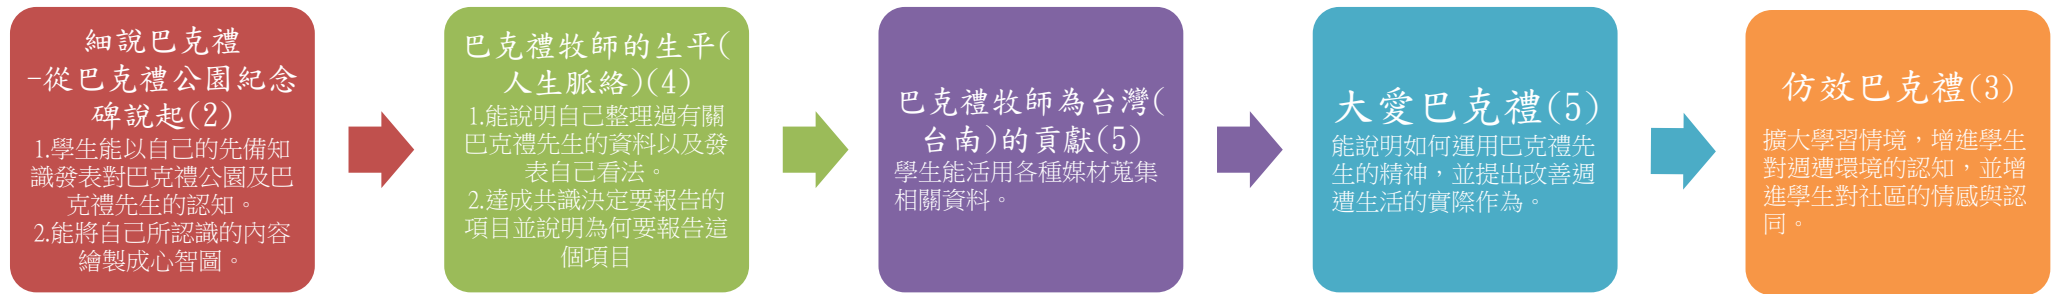 細說巴克禮
-從巴克禮公園紀念
碑說起(2)
1.學生能以自己的先備知
識發表對巴克禮公園及巴
克禮先生的認知。
2.能將自己所認識的內容
繪製成心智圖。
巴克禮牧師的生平(
人生脈絡)(4)
1.能說明自己整理過有關
巴克禮先生的資料以及發
表自己看法。
2.達成共識決定要報告的
項目並說明為何要報告這
個項目
巴克禮牧師為台灣(
台南)的貢獻(5)
學生能活用各種媒材蒐集
相關資料。
大愛巴克禮(5)
能說明如何運用巴克禮先
生的精神，並提出改善週
遭生活的實際作為。
仿效巴克禮(3)
擴大學習情境，增進學生
對週遭環境的認知，並增
進學生對社區的情感與認
同。